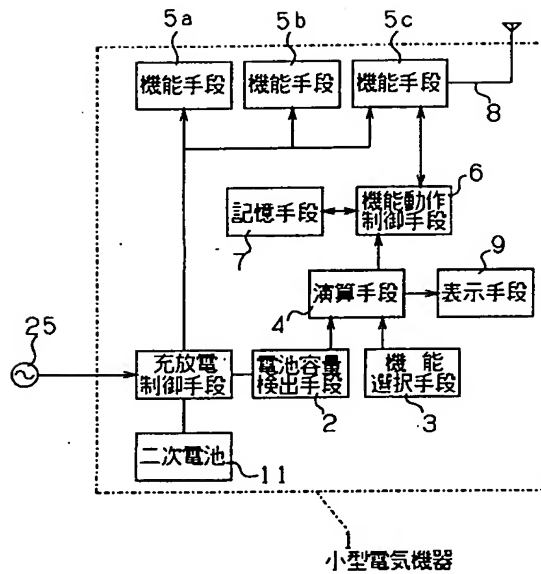 5a
5b
5c
機能手段
機能手段
機能手段
8
6
記憶手段
機能動作
制御手段
7
9
演算手段
表示手段
4
25
充放電
制御手段
電池容量
検出手段
機能
選択手段
2
3
二次電池
11
1
小型電気機器